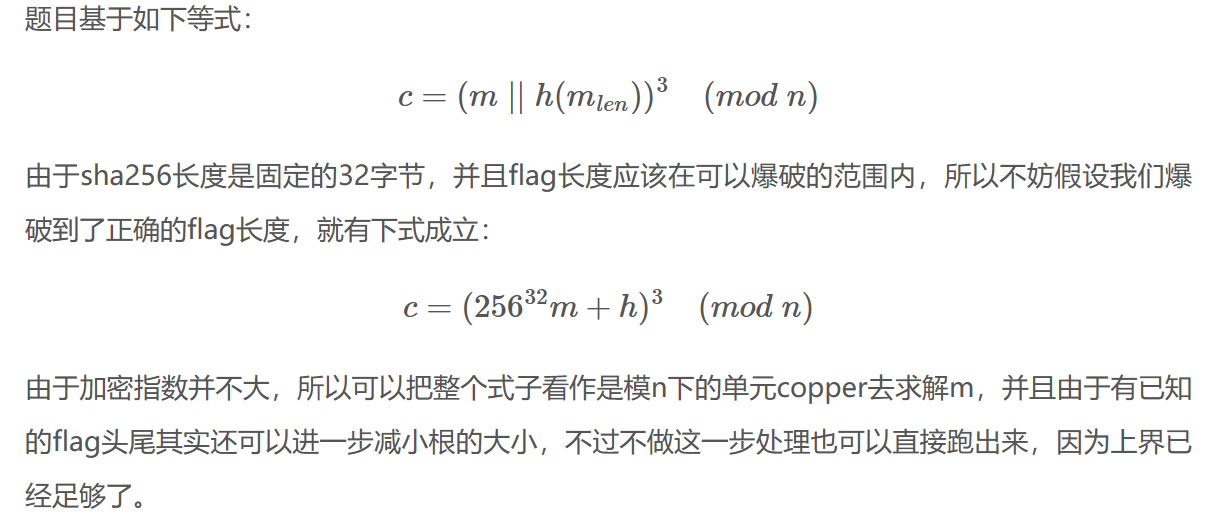 题目基于如下等式：
c = (m || h(m_{len}))^3 (mod n)
由于sha256长度是固定的32字节，并且flag长度应该在可以爆破的范围内，所以不妨假设我们爆
破到了正确的flag长度，就有下式成立：
c = (256^{32}m + h)^3 (mod n)
由于加密指数并不大，所以可以把整个式子看作是模n下的单元copper去求解m，并且由于有已知
的flag头尾其实还可以进一步减小根的大小，不过不做这一步处理也可以直接跑出来，因为上界已
经足够了。